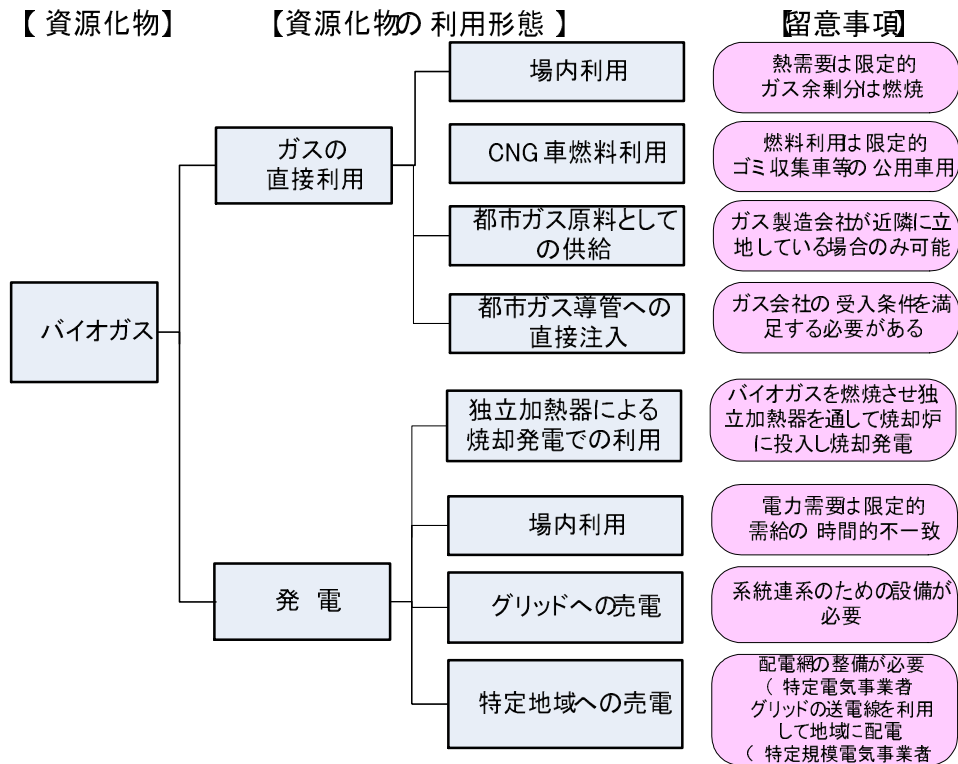 【 資源化物】
【資源化物の 利用形態 】
【留意事項】
場内利用
熱需要は限定的
ガス余剰分は燃焼
ガスの
直接利用
CNG 車燃料利用
燃料利用は限定的
ゴミ収集車等の 公用車用
都市ガス原料として
の供給
ガス製造会社が近隣に立
地している場合のみ可能
バイオガス
都市ガス導管への
直接注入
ガス会社の 受入条件を満
足する必要がある
独立加熱器による
焼却発電での利用
バイオガスを燃焼させ独
立加熱器を通して焼却炉
に投入し焼却発電
場内利用
電力需要は限定的
需給の 時間的不一致
発 電
グリッドへの売電
系統連系のための設備が
必要
特定地域への売電
配電網の整備が必要
( 特定電気事業者
グリッドの送電線を利用
して地域に配電
( 特定規模電気事業者